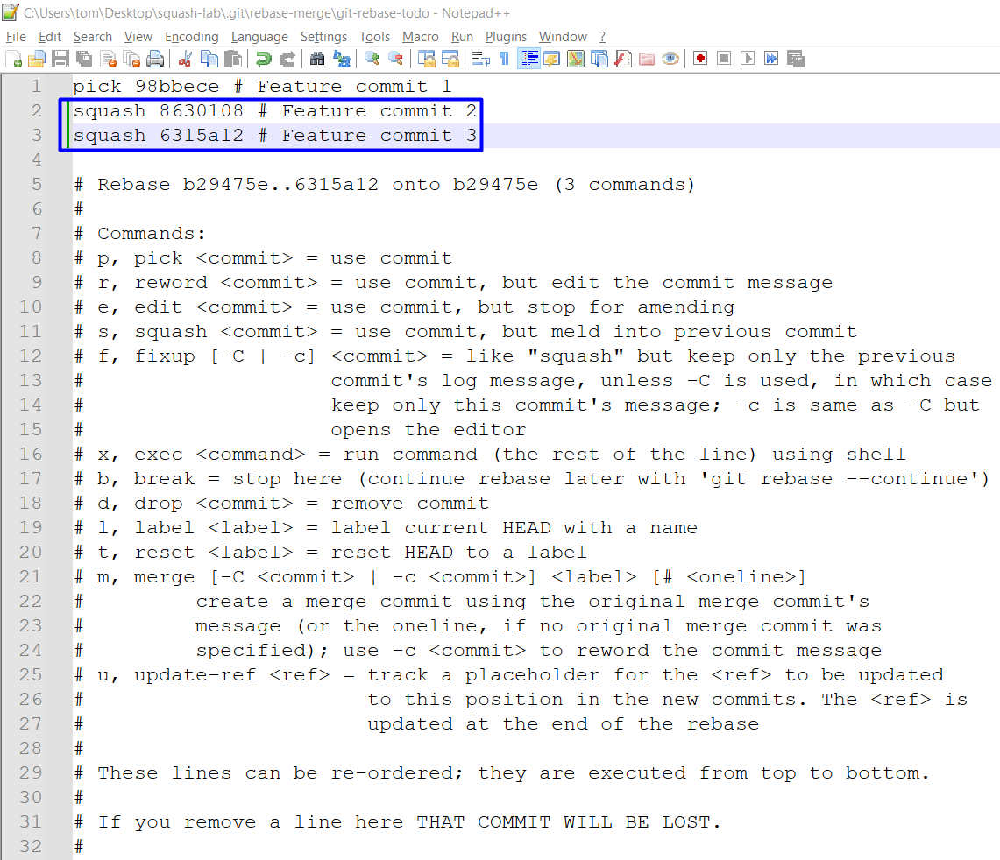 C:\Users\tom\Desktop\squash-lab\.git\rebase-merge\git-rebase-todo - Notepad++
File Edit Search View Encoding Language Settings Tools Macro Run Plugins Window ?
1 pick 98bbece # Feature commit 1
2 squash 8630108 # Feature commit 2
3 squash 6315a12 # Feature commit 3
4
5 # Rebase b29475e..6315a12 onto b29475e (3 commands)
6 #
7 # Commands:
8 # p, pick <commit> = use commit
9 # r, reword <commit> = use commit, but edit the commit message
10 # e, edit <commit> = use commit, but stop for amending
11 # s, squash <commit> = use commit, but meld into previous commit
12 # f, fixup [-C | -c] <commit> = like "squash" but keep only the previous
13 #                    commit's log message, unless -C is used, in which case
14 #                    keep only this commit's message; -c is same as -C but
15 #                    opens the editor
16 # x, exec <command> = run command (the rest of the line) using shell
17 # b, break = stop here (continue rebase later with 'git rebase --continue')
18 # d, drop <commit> = remove commit
19 # l, label <label> = label current HEAD with a name
20 # t, reset <label> = reset HEAD to a label
21 # m, merge [-C <commit> | -c <commit>] <label> [# <oneline>]
22 #         create a merge commit using the original merge commit's
23 #         message (or the oneline, if no original merge commit was
24 #         specified); use -c <commit> to reword the commit message
25 # u, update-ref <ref> = track a placeholder for the <ref> to be updated
26 #                       to this position in the new commits. The <ref> is
27 #                       updated at the end of the rebase
28 #
29 # These lines can be re-ordered; they are executed from top to bottom.
30 #
31 # If you remove a line here THAT COMMIT WILL BE LOST.
32 #